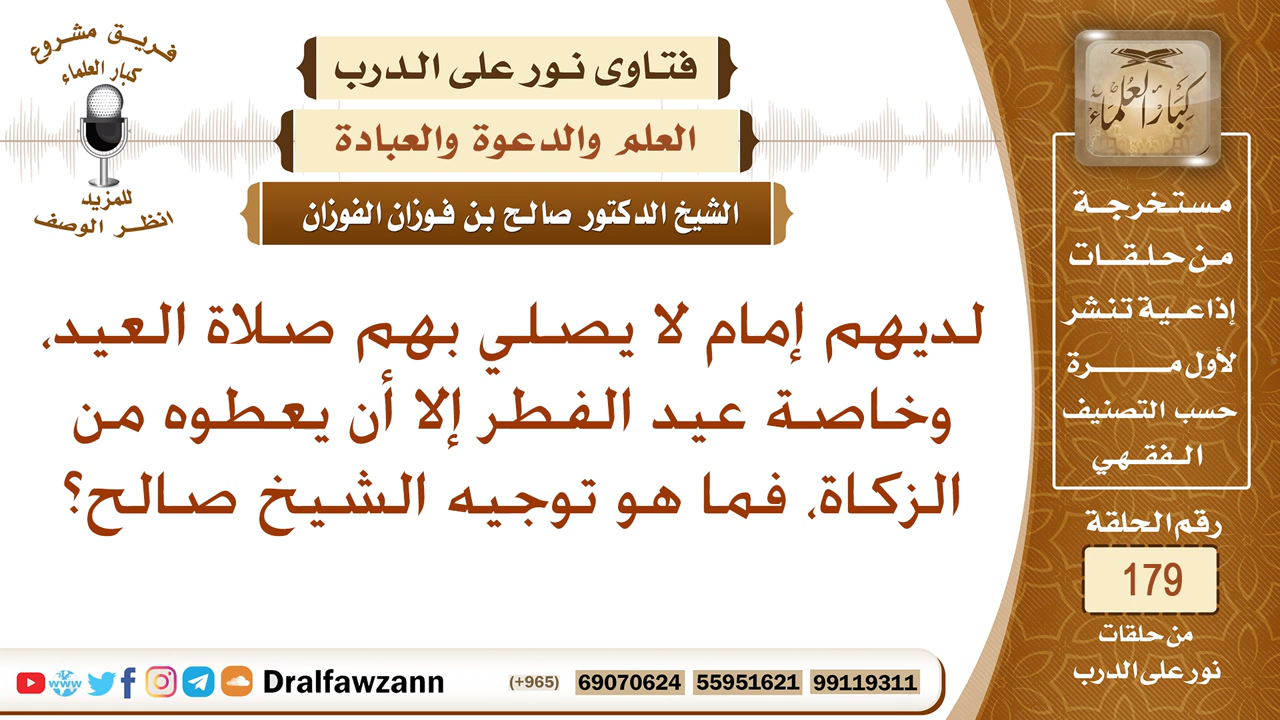 فريق مشروع
كبار العلماء
للمزيد
انظر الوصف
فتاوى نور على الدرب
العلم والدعوة والعبادة
الشيخ الدكتور صالح بن فوزان الفوزان
لديهم إمام لا يصلي بهم صلاة العيد،
وخاصة عيد الفطر إلا أن يعطوه من
الزكاة، فما هو توجيه الشيخ صالح؟
كبار العلماء
مستخرجة
من حلقات
إذاعية تنشر
لأول مرة
حسب التصنيف
الفقهي
رقم الحلقة
179
من حلقات
نور على الدرب
www Dralfawzann (+965) 69070624 55951621 99119311